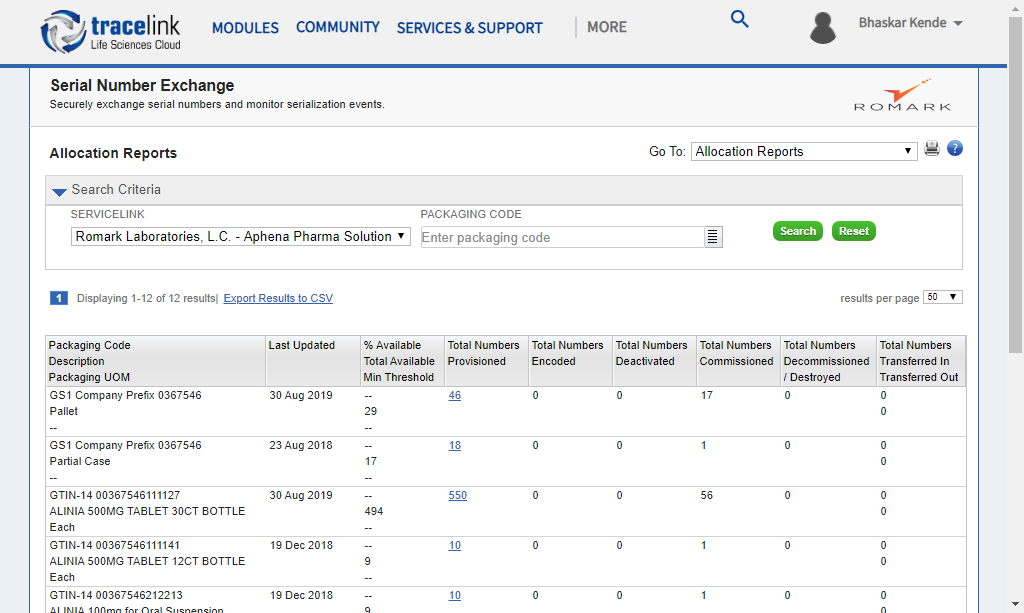 tracelink
Life Sciences Cloud
MODULES COMMUNITY SERVICES & SUPPORT MORE
Bhaskar Kende
Serial Number Exchange
Securely exchange serial numbers and monitor serialization events.
ROMARK
Allocation Reports
Go To: Allocation Reports
?
Search Criteria
SERVICELINK PACKAGING CODE
Romark Laboratories, L.C. - Aphena Pharma Solution Enter packaging code Search Reset
1 Displaying 1-12 of 12 results| Export Results to CSV results per page 50
Packaging Code Last Updated % Available Total Numbers Total Numbers Total Numbers Total Numbers Total Numbers Total Numbers
Description Total Available Provisioned Encoded Deactivated Commissioned Decommissioned Transferred In
Packaging UOM Min Threshold / Destroyed Transferred Out
GS1 Company Prefix 0367546 30 Aug 2019 -- 46 0 0 17 0 0
Pallet 29 0
-- --
GS1 Company Prefix 0367546 23 Aug 2018 -- 18 0 0 1 0 0
Partial Case 17 0
-- --
GTIN-14 00367546111127 30 Aug 2019 -- 550 0 0 56 0 0
ALINIA 500MG TABLET 30CT BOTTLE 494 0
Each --
GTIN-14 00367546111141 19 Dec 2018 -- 10 0 0 1 0 0
ALINIA 500MG TABLET 12CT BOTTLE 9 0
Each --
GTIN-14 00367546212213 19 Dec 2018 -- 10 0 0 1 0 0
ALINIA 100mg for Oral Suspension 9 0